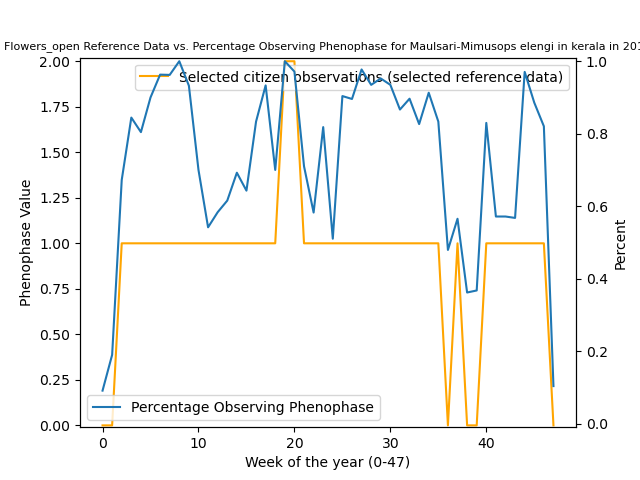 Flowers_open Reference Data vs. Percentage Observing Phenophase for Maulsari-Mimusops elengi in kerala in
Selected citizen observations (selected reference data)
Percentage Observing Phenophase
Phenophase Value
2.00
1.75
1.50
1.25
1.00
0.75
0.50
0.25
0.00
1.0
0.8
0.6
0.4
0.2
0.0
Percent
0 10 20 30 40
Week of the year (0-47)